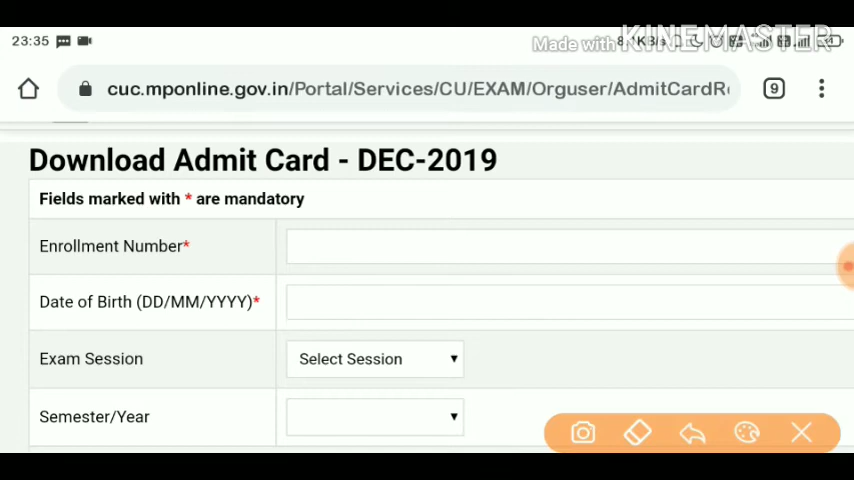 23:35
Made with KINEMASTER
cuc.mponline.gov.in/Portal/Services/CU/EXAM/Orguser/AdmitCardR
9
Download Admit Card - DEC-2019
Fields marked with * are mandatory
Enrollment Number*
Date of Birth (DD/MM/YYYY)*
Exam Session
Select Session
Semester/Year